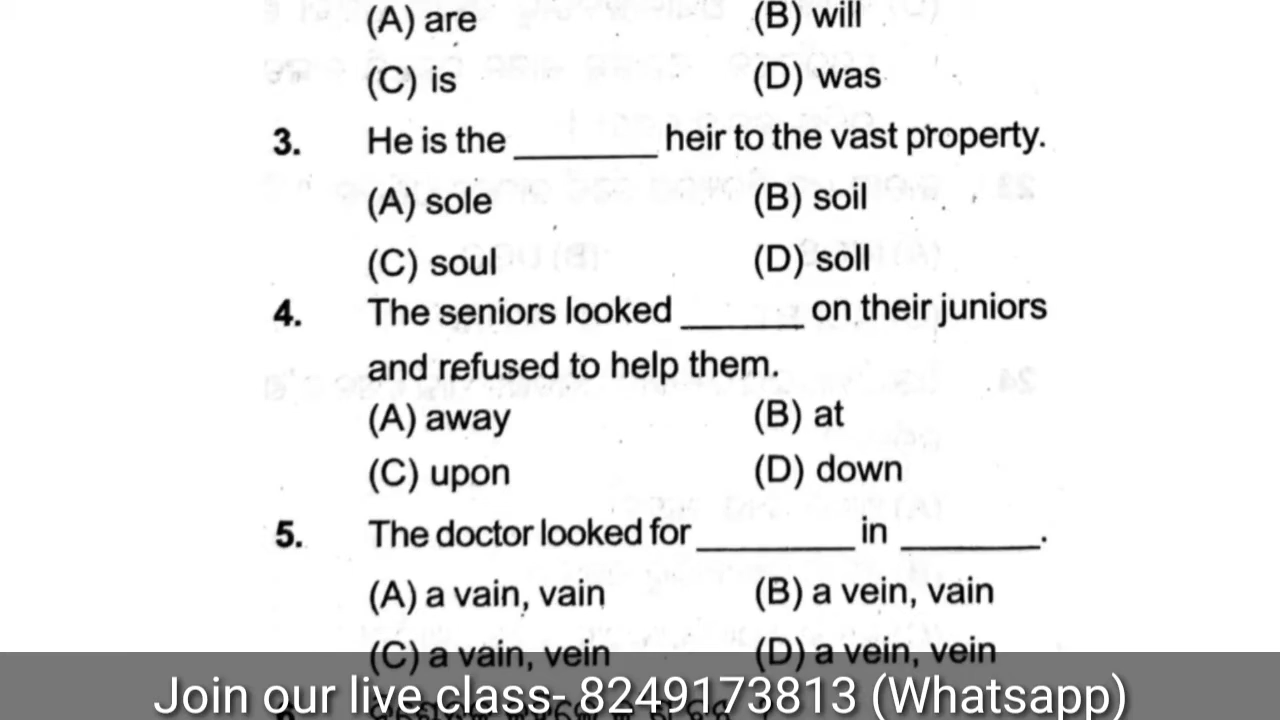 (A) are (B) will
(C) is (D) was
3. He is the ________ heir to the vast property.
(A) sole (B) soil
(C) soul (D) soll
4. The seniors looked _______ on their juniors
and refused to help them.
(A) away (B) at
(C) upon (D) down
5. The doctor looked for _________ in ________.
(A) a vain, vain (B) a vein, vain
(C) a vain, vein (D) a vein, vein
Join our live class- 8249173813 (Whatsapp)